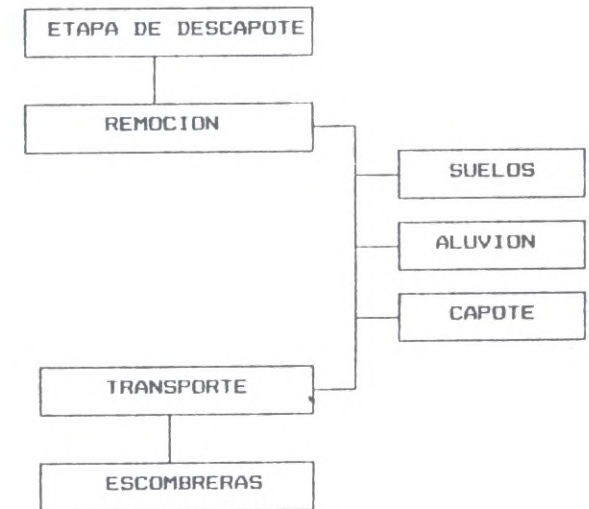 ETAPA DE DESCAPOTE
REMOCION
SUELOS
ALUVION
CAPOTE
TRANSPORTE
ESCOMBRERAS